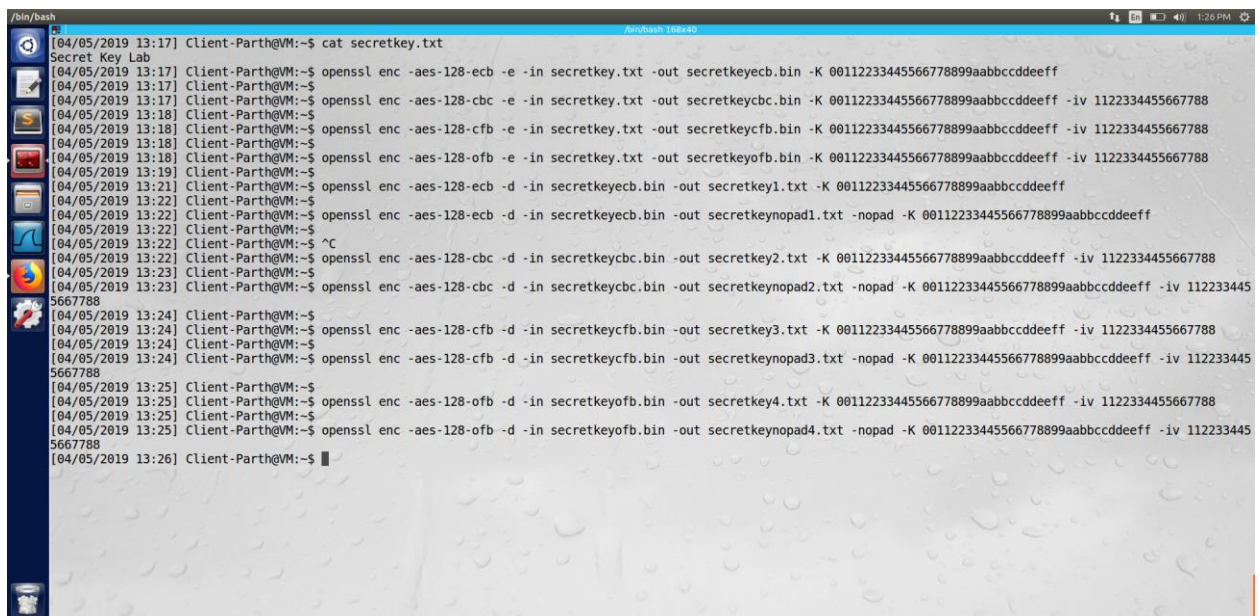 /bin/bash
En
1:26 PM
/bin/bash 168x40
[04/05/2019 13:17] Client-Parth@VM:~$ cat secretkey.txt
Secret Key Lab
[04/05/2019 13:17] Client-Parth@VM:~$ openssl enc -aes-128-ecb -e -in secretkey.txt -out secretkeyecb.bin -K 00112233445566778899aabbccddeeff
[04/05/2019 13:17] Client-Parth@VM:~$
[04/05/2019 13:17] Client-Parth@VM:~$ openssl enc -aes-128-cbc -e -in secretkey.txt -out secretkeycbc.bin -K 00112233445566778899aabbccddeeff -iv 1122334455667788
[04/05/2019 13:18] Client-Parth@VM:~$
[04/05/2019 13:18] Client-Parth@VM:~$ openssl enc -aes-128-cfb -e -in secretkey.txt -out secretkeycfb.bin -K 00112233445566778899aabbccddeeff -iv 1122334455667788
[04/05/2019 13:18] Client-Parth@VM:~$
[04/05/2019 13:18] Client-Parth@VM:~$ openssl enc -aes-128-ofb -e -in secretkey.txt -out secretkeyofb.bin -K 00112233445566778899aabbccddeeff -iv 1122334455667788
[04/05/2019 13:19] Client-Parth@VM:~$
[04/05/2019 13:21] Client-Parth@VM:~$ openssl enc -aes-128-ecb -d -in secretkeyecb.bin -out secretkey1.txt -K 00112233445566778899aabbccddeeff
[04/05/2019 13:22] Client-Parth@VM:~$
[04/05/2019 13:22] Client-Parth@VM:~$ openssl enc -aes-128-ecb -d -in secretkeyecb.bin -out secretkeynopad1.txt -nopad -K 00112233445566778899aabbccddeeff
[04/05/2019 13:22] Client-Parth@VM:~$
[04/05/2019 13:22] Client-Parth@VM:~$ ^C
[04/05/2019 13:22] Client-Parth@VM:~$ openssl enc -aes-128-cbc -d -in secretkeycbc.bin -out secretkey2.txt -K 00112233445566778899aabbccddeeff -iv 1122334455667788
[04/05/2019 13:23] Client-Parth@VM:~$
[04/05/2019 13:23] Client-Parth@VM:~$ openssl enc -aes-128-cbc -d -in secretkeycbc.bin -out secretkeynopad2.txt -nopad -K 00112233445566778899aabbccddeeff -iv 112233445
5667788
[04/05/2019 13:24] Client-Parth@VM:~$
[04/05/2019 13:24] Client-Parth@VM:~$ openssl enc -aes-128-cfb -d -in secretkeycfb.bin -out secretkey3.txt -K 00112233445566778899aabbccddeeff -iv 1122334455667788
[04/05/2019 13:24] Client-Parth@VM:~$
[04/05/2019 13:24] Client-Parth@VM:~$ openssl enc -aes-128-cfb -d -in secretkeycfb.bin -out secretkeynopad3.txt -nopad -K 00112233445566778899aabbccddeeff -iv 112233445
5667788
[04/05/2019 13:25] Client-Parth@VM:~$
[04/05/2019 13:25] Client-Parth@VM:~$ openssl enc -aes-128-ofb -d -in secretkeyofb.bin -out secretkey4.txt -K 00112233445566778899aabbccddeeff -iv 1122334455667788
[04/05/2019 13:25] Client-Parth@VM:~$
[04/05/2019 13:25] Client-Parth@VM:~$ openssl enc -aes-128-ofb -d -in secretkeyofb.bin -out secretkeynopad4.txt -nopad -K 00112233445566778899aabbccddeeff -iv 112233445
5667788
[04/05/2019 13:26] Client-Parth@VM:~$